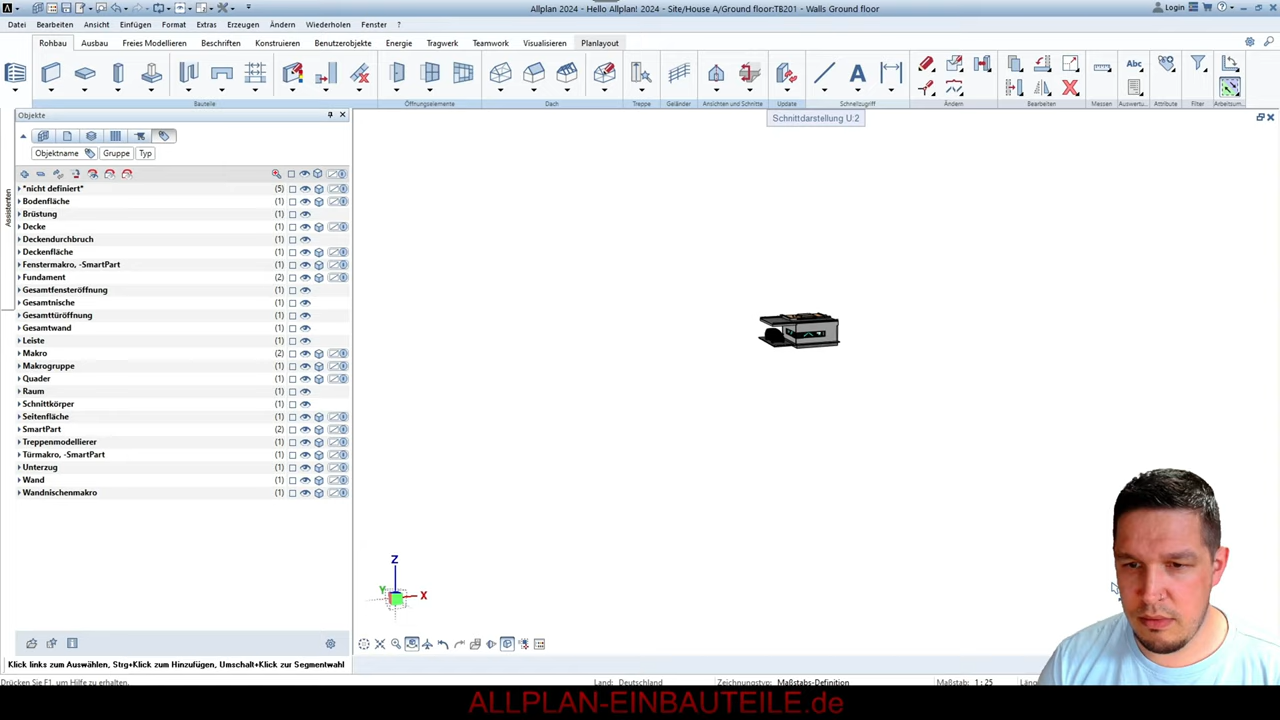 Allplan 2024 - Hello Allplan! 2024 - Site/House A/Ground floor:TB201 - Walls Ground floor
Login
Datei Bearbeiten Ansicht Einfügen Format Extras Erzeugen Ändern Wiederholen Fenster ?
Rohbau Ausbau Freies Modellieren Beschriften Konstruieren Benutzerobjekte Energie Tragwerk Teamwork Visualisieren Planlayout
Abc
Bauteile Öffnungselemente Dach Treppe Geländer Ansichten und Schnitte Update Schnellzugriff Ändern Bearbeiten Messen Auswertu... Attribute Filter Arbeitsum...
Objekte
Schnittdarstellung U:2
Objektname Gruppe Typ
*nicht definiert* (5)
Bodenfläche (1)
Brüstung (1)
Decke (1)
Deckendurchbruch (1)
Deckenfläche (1)
Fenstermakro, -SmartPart (1)
Fundament (2)
Gesamtfensteröffnung (1)
Gesamtnische (1)
Gesamttüröffnung (1)
Gesamtwand (1)
Leiste (1)
Makro (2)
Makrogruppe (1)
Quader (1)
Raum (1)
Schnittkörper (1)
Seitenfläche (1)
SmartPart (2)
Treppenmodellierer (1)
Türmakro, -SmartPart (1)
Unterzug (1)
Wand (1)
Wandnischenmakro (1)
Assistenten
Z
Y
X
Klick links zum Auswählen, Strg+Klick zum Hinzufügen, Umschalt+Klick zur Segmentwahl
Drücken Sie F1, um Hilfe zu erhalten. Land: Deutschland Zeichnungstyp: Maßstabs-Definition Maßstab: 1 : 25
ALLPLAN-EINBAUTEILE.de